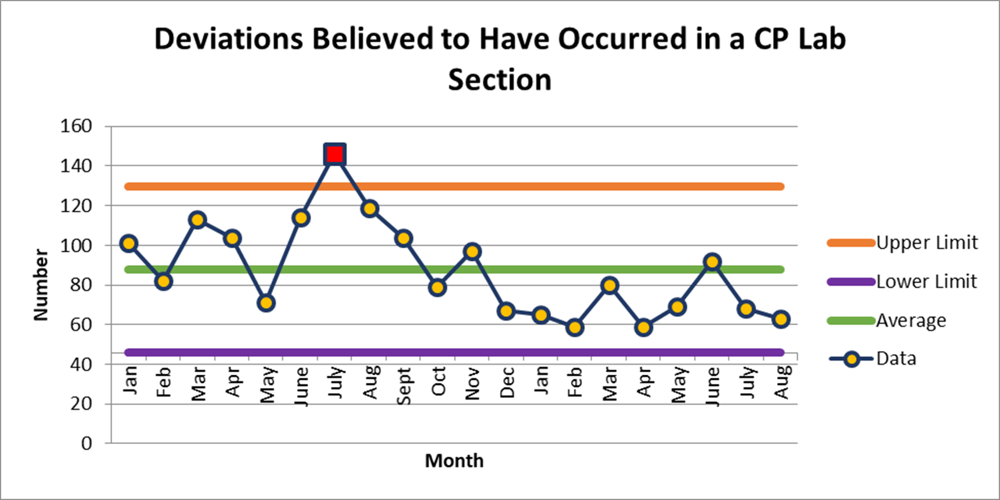 Deviations Believed to Have Occurred in a CP Lab
Section
160
140
120
100
80
60
40
20
0
Number
Jan
Feb
Mar
Apr
May
June
July
Aug
Sept
Oct
Nov
Dec
Jan
Feb
Mar
Apr
May
June
July
Aug
Month
Upper Limit
Lower Limit
Average
Data